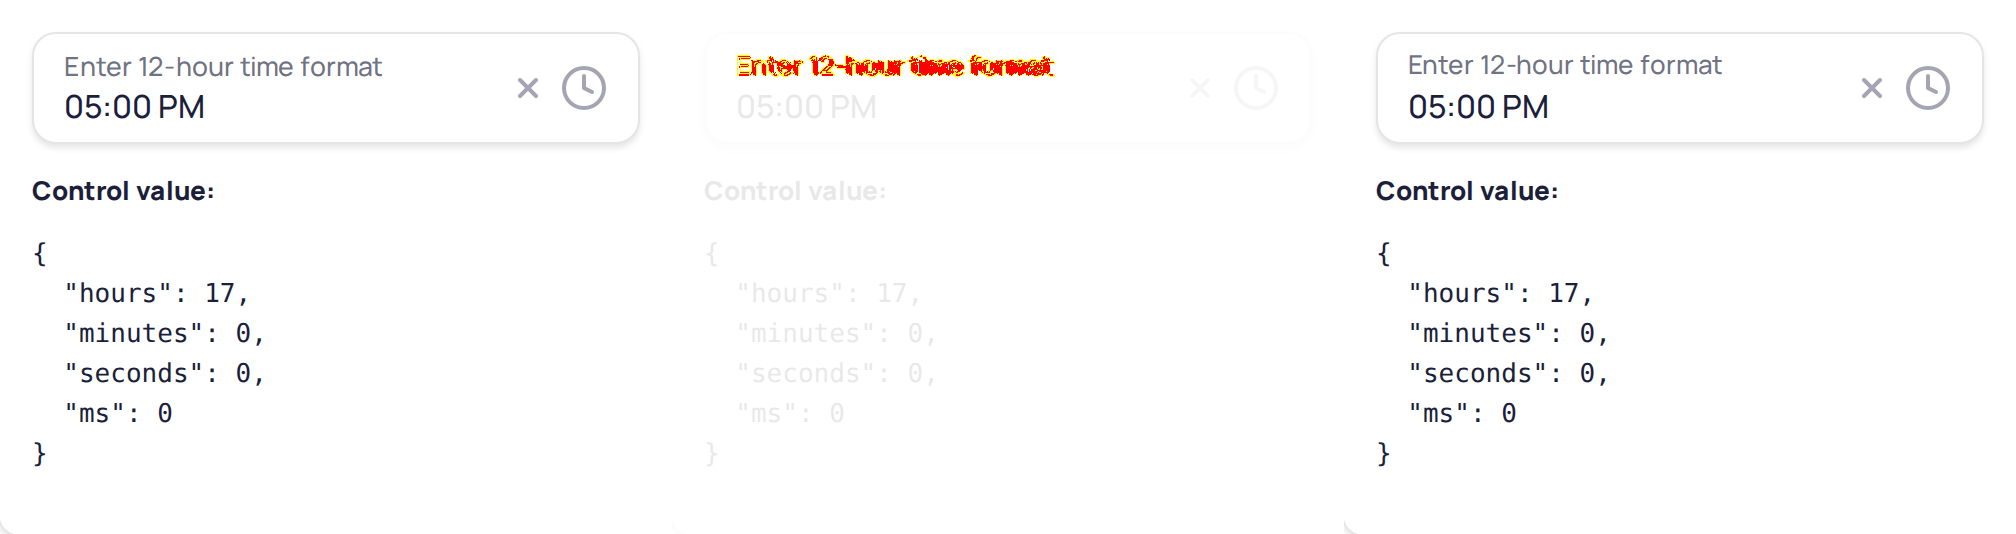 Enter 12-hour time format
05:00 PM
Control value:
{
"hours": 17,
"minutes": 0,
"seconds": 0,
"ms": 0
}
Enter 12-hour time format
05:00 PM
Control value:
{
"hours": 17,
"minutes": 0,
"seconds": 0,
"ms": 0
}
Enter 12-hour time format
05:00 PM
Control value:
{
"hours": 17,
"minutes": 0,
"seconds": 0,
"ms": 0
}